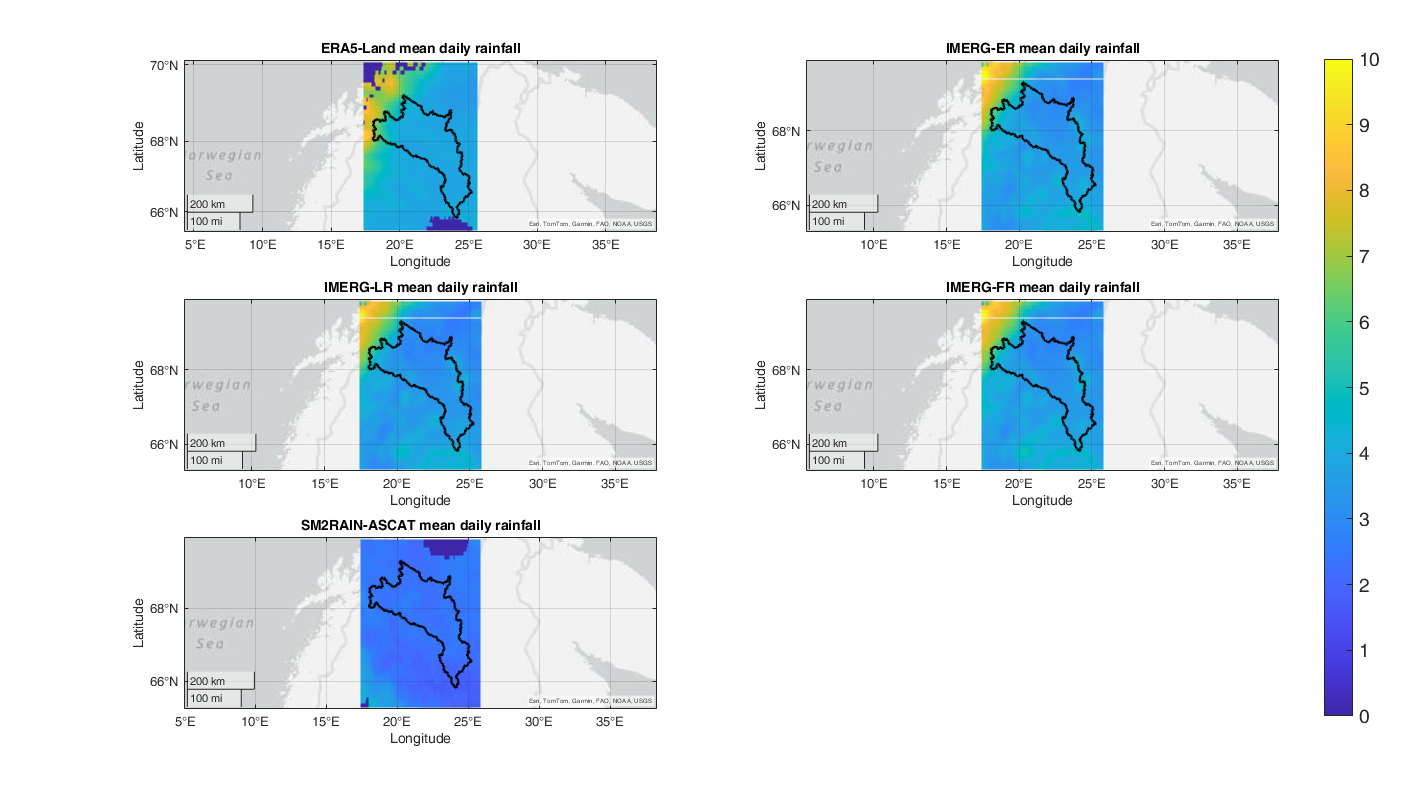 ERA5-Land mean daily rainfall
70°N
68°N
66°N
Latitude
arwegian
Sea
200 km
100 mi
Esri, TomTom, Garmin, FAO, NOAA, USGS
5°E 10°E 15°E 20°E 25°E 30°E 35°E
Longitude
IMERG-ER mean daily rainfall
68°N
66°N
Latitude
rwegian
Sea
200 km
100 mi
Esri, TomTom, Garmin, FAO, NOAA, USGS
10°E 15°E 20°E 25°E 30°E 35°E
Longitude
IMERG-LR mean daily rainfall
68°N
66°N
Latitude
rwegian
Sea
200 km
100 mi
Esri, TomTom, Garmin, FAO, NOAA, USGS
10°E 15°E 20°E 25°E 30°E 35°E
Longitude
IMERG-FR mean daily rainfall
68°N
66°N
Latitude
rwegian
Sea
200 km
100 mi
Esri, TomTom, Garmin, FAO, NOAA, USGS
10°E 15°E 20°E 25°E 30°E 35°E
Longitude
SM2RAIN-ASCAT mean daily rainfall
68°N
66°N
Latitude
rwegian
Sea
200 km
100 mi
Esri, TomTom, Garmin, FAO, NOAA, USGS
5°E 10°E 15°E 20°E 25°E 30°E 35°E
Longitude
10
9
8
7
6
5
4
3
2
1
0